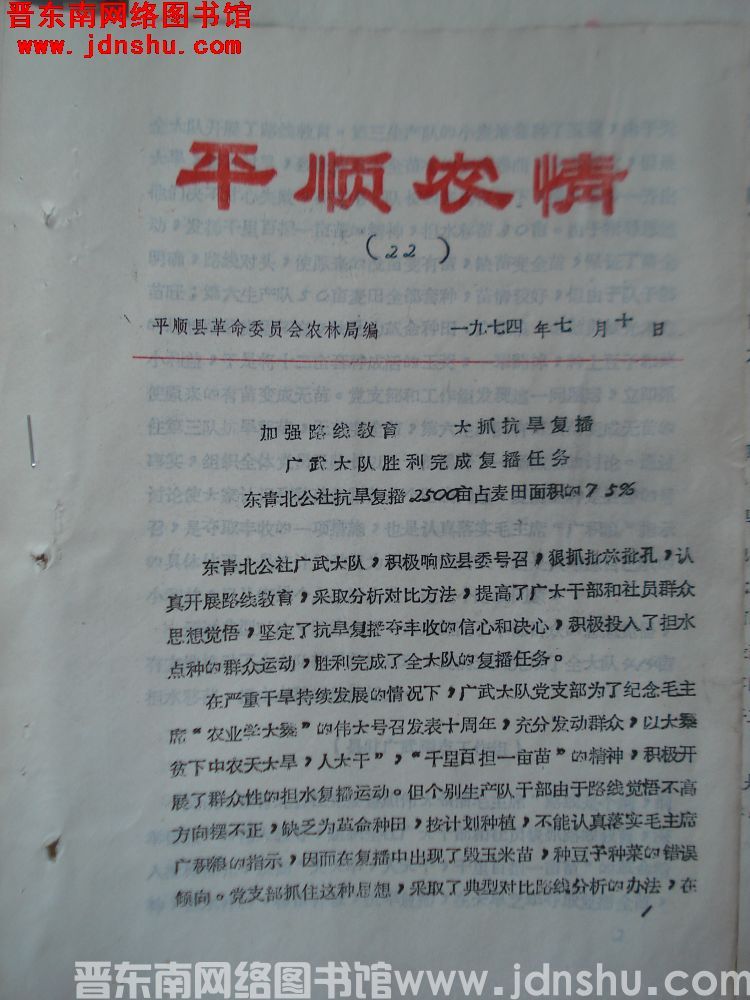 晋东南网络图书馆
www.jdnshu.com
平顺农情
（22）
平顺县革命委员会农林局编 一九七四年七月十日
加强路线教育 大抓抗旱复播
广武大队胜利完成复播任务
东青北公社抗旱复播2500亩占麦田面积的75%
东青北公社广武大队，积极响应县委号召，狠抓批林批孔，认
真开展路线教育，采取分析对比方法，提高了广大干部和社员群众
思想觉悟，坚定了抗旱复播夺丰收的信心和决心，积极投入了担水
点种的群众运动，胜利完成了全大队的复播任务。
在严重干旱持续发展的情况下，广武大队党支部为了纪念毛主
席“农业学大寨”的伟大号召发表十周年，充分发动群众，以大寨
贫下中农天大旱，人大干”，“千里百担一亩苗”的精神，积极开
展了群众性的担水复播运动。但个别生产队干部由于路线觉悟不高
方向摆不正，缺乏为革命种田，按计划种植，不能认真落实毛主席
广积粮的指示，因而在复播中出现了毁玉米苗，种豆子种菜的错误
倾向。党支部抓住这种思想，采取了典型对比路线分析的办法，在
1
晋东南网络图书馆www.jdnshu.com